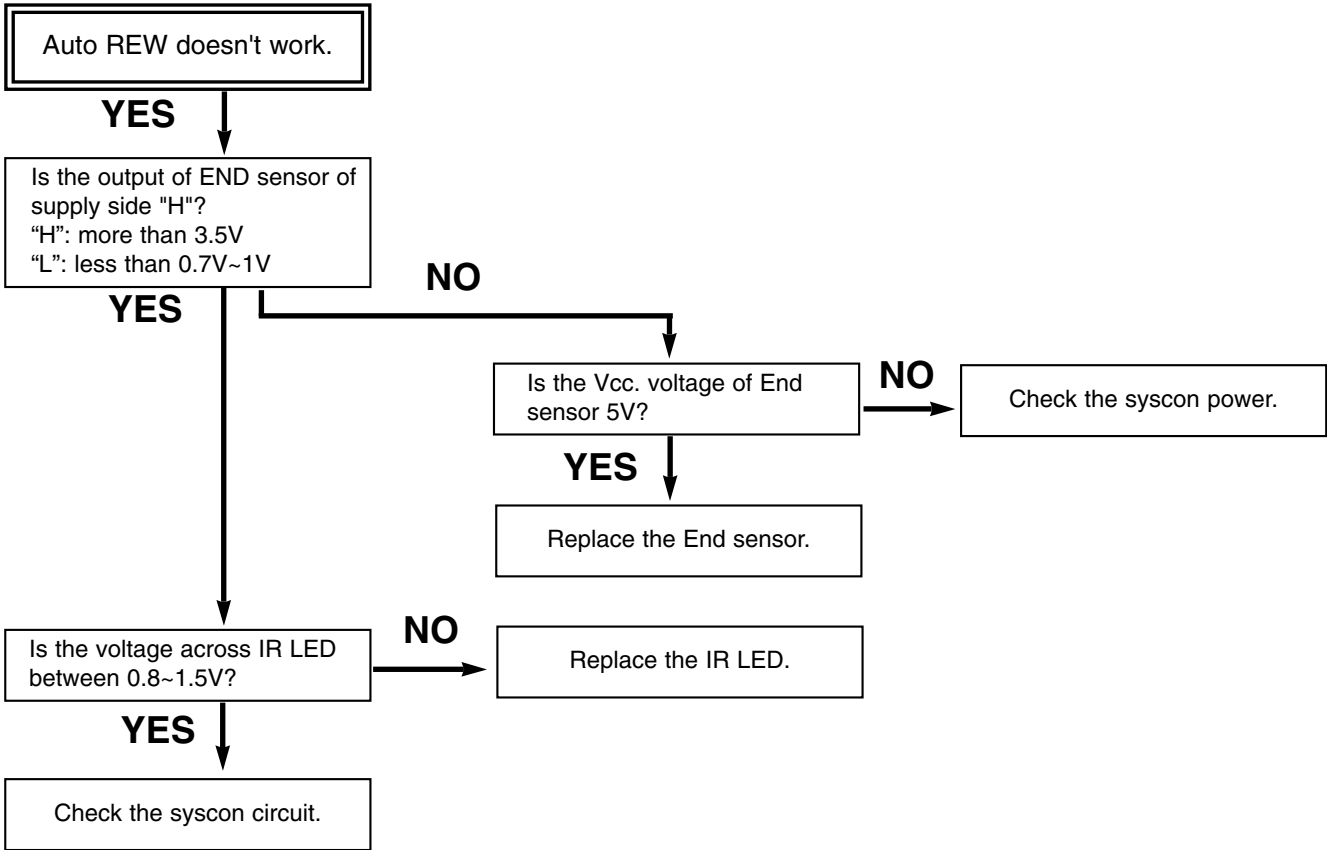 Auto REW doesn't work.
YES
Is the output of END sensor of
supply side "H"?
“H”: more than 3.5V
“L”: less than 0.7V~1V
YES
NO
Is the Vcc. voltage of End
sensor 5V?
NO
Check the syscon power.
YES
Replace the End sensor.
Is the voltage across IR LED
between 0.8~1.5V?
NO
Replace the IR LED.
YES
Check the syscon circuit.